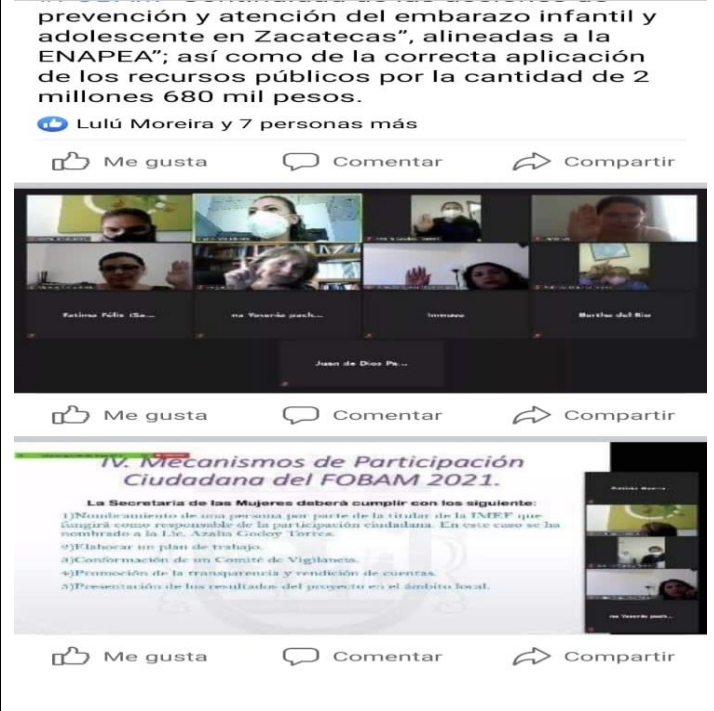 prevención y atención del embarazo infantil y
adolescente en Zacatecas”, alineadas a la
ENAPEA”; así como de la correcta aplicación
de los recursos públicos por la cantidad de 2
millones 680 mil pesos.
Lulú Moreira y 7 personas más
Me gusta Comentar Compartir
Fatima Félix (Se...
Immuva
Bertha del Rio
Juan de Dios Pa...
Me gusta Comentar Compartir
IV. Mecanismos de Participación
Ciudadana del FOBAM 2021.
La Secretaría de las Mujeres deberá cumplir con los siguiente:
1)Nombramiento de una persona por parte de la titular de la IMEF que
fungirá como responsable de la participación ciudadana. En este caso se ha
nombrado a la Lic. Azalia Godoy Torres.
2)Elaborar un plan de trabajo.
3)Conformación de un Comité de Vigilancia.
4)Promoción de la transparencia y rendición de cuentas.
5)Presentación de los resultados del proyecto en el ámbito local.
Me gusta Comentar Compartir